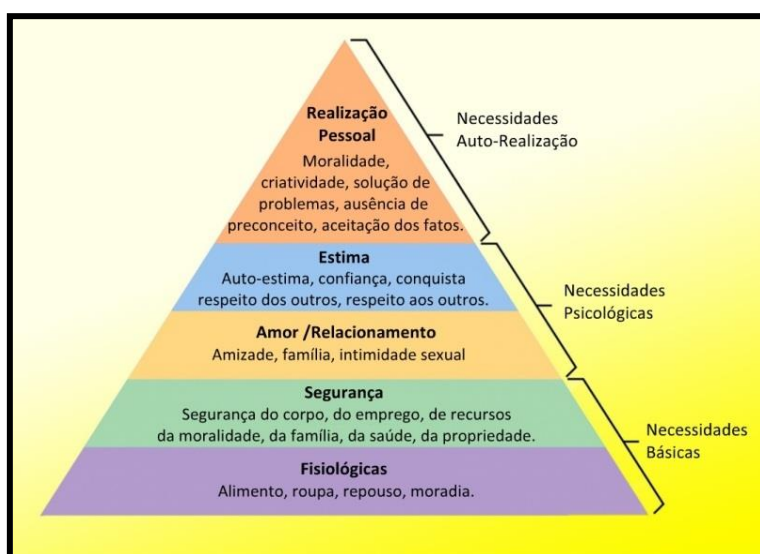 Realização
Pessoal
Moralidade,
criatividade, solução de
problemas, ausência de
preconceito, aceitação dos fatos.
Necessidades
Auto-Realização
Estima
Auto-estima, confiança, conquista
respeito dos outros, respeito aos outros.
Necessidades
Psicológicas
Amor /Relacionamento
Amizade, família, intimidade sexual
Segurança
Segurança do corpo, do emprego, de recursos
da moralidade, da família, da saúde, da propriedade.
Necessidades
Básicas
Fisiológicas
Alimento, roupa, repouso, moradia.